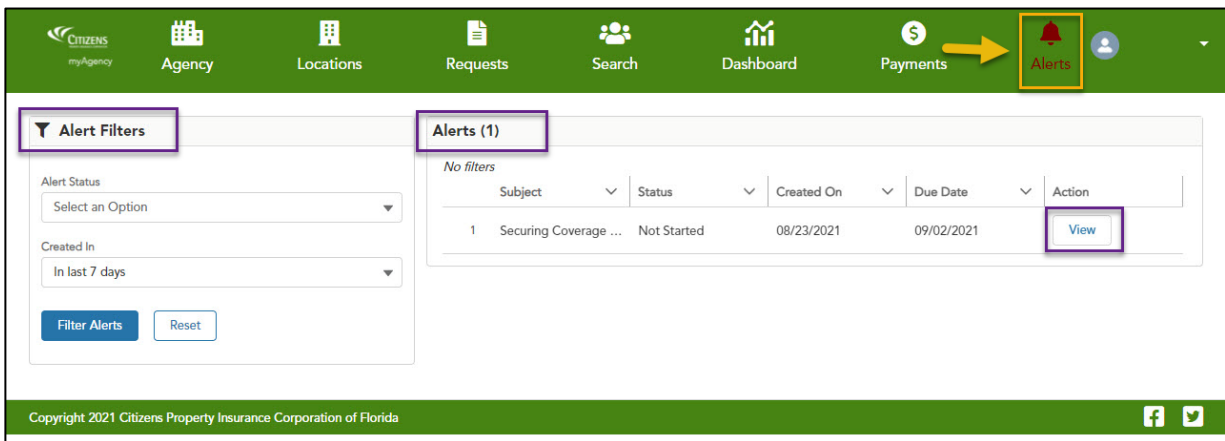 CITIZENS
myAgency
Agency
Locations
Requests
Search
Dashboard
Payments
Alerts
Alert Filters
Alert Status
Select an Option
Created In
In last 7 days
Filter Alerts Reset
Alerts (1)
No filters
Subject Status Created On Due Date Action
1 Securing Coverage ... Not Started 08/23/2021 09/02/2021 View
Copyright 2021 Citizens Property Insurance Corporation of Florida